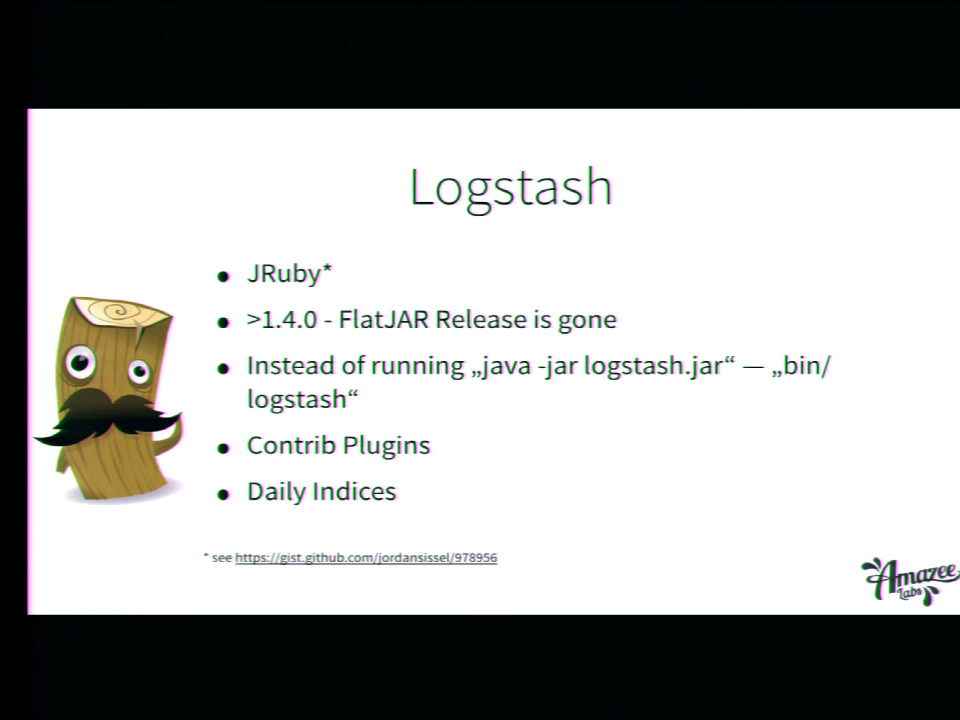 Logstash
JRuby*
>1.4.0 - FlatJAR Release is gone
Instead of running „java -jar logstash.jar“ — „bin/
logstash“
Contrib Plugins
Daily Indices
* see https://gist.github.com/jordansissel/978956
Amazee
Labs